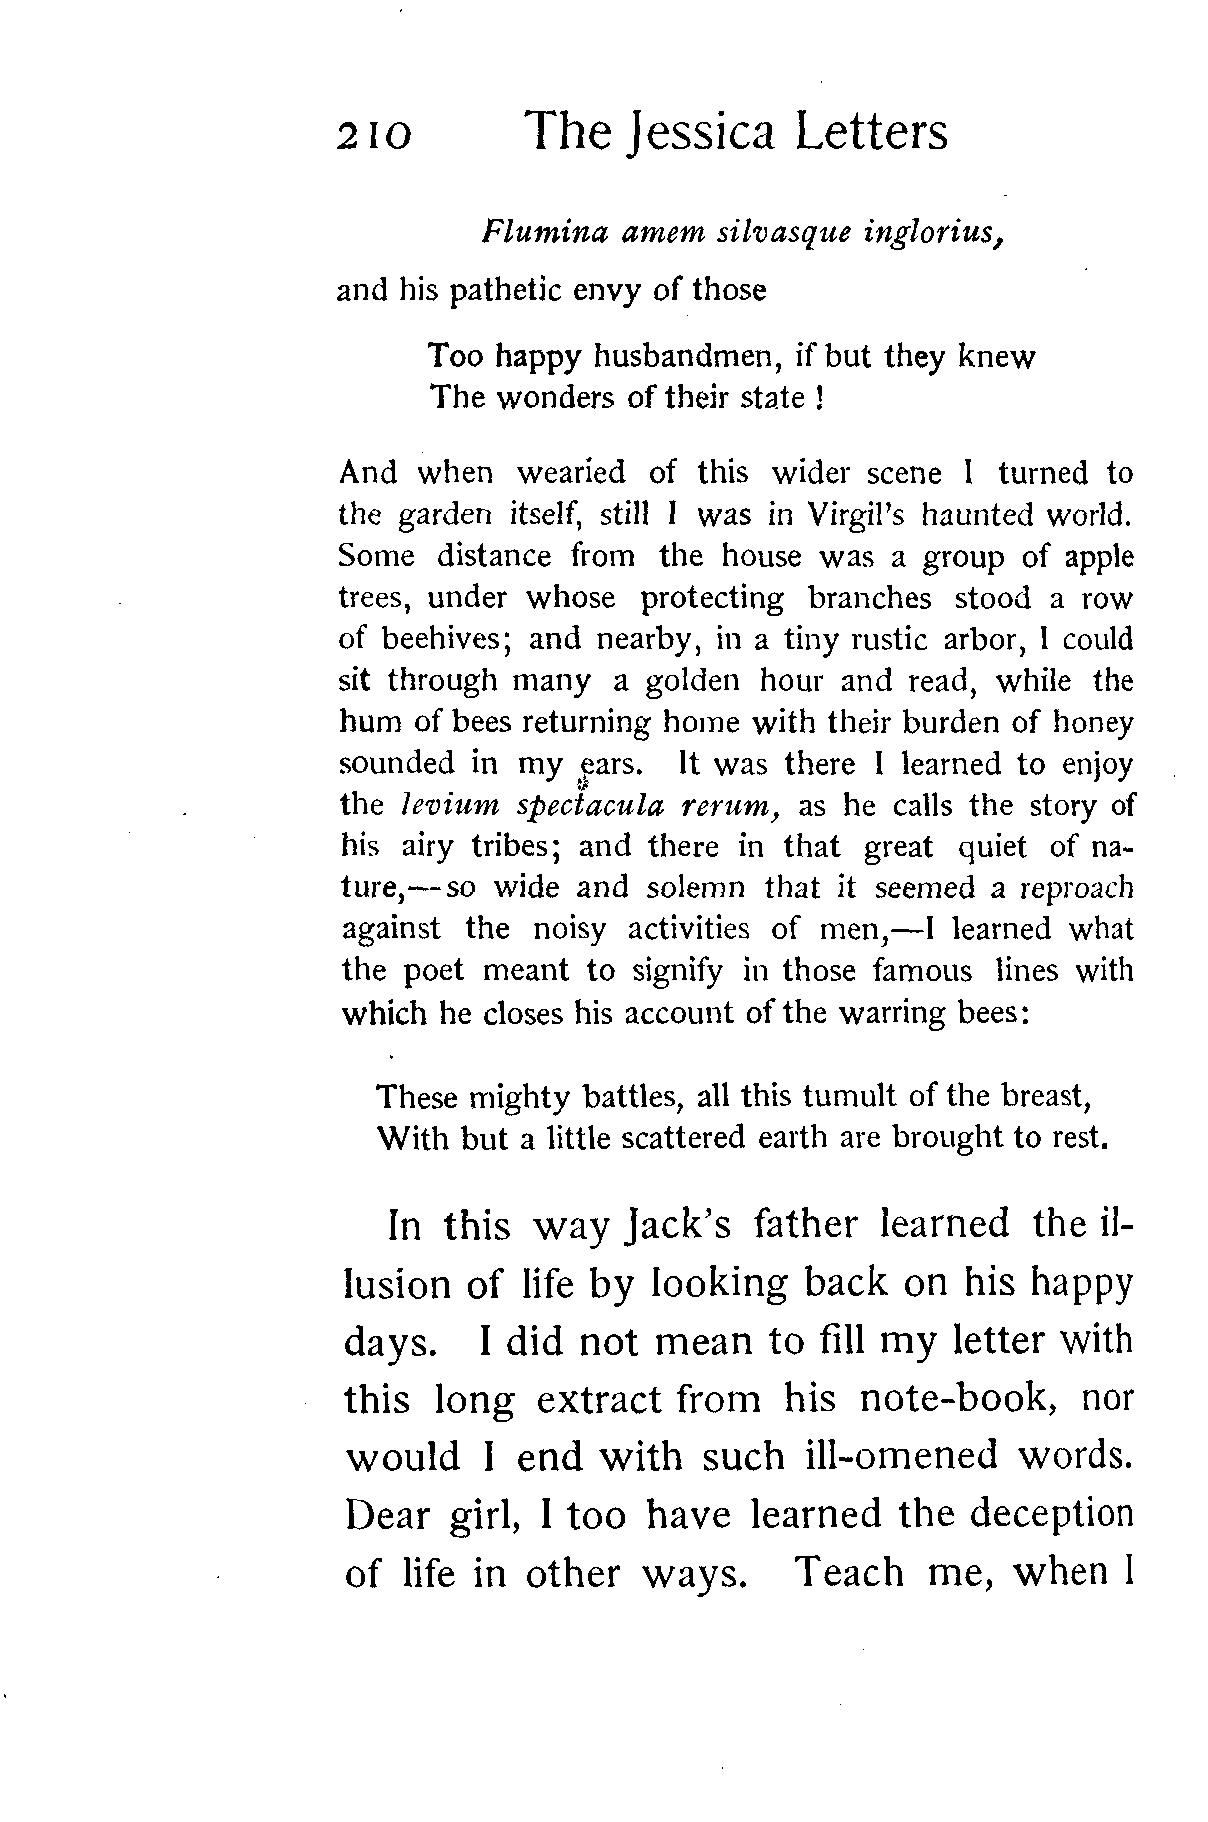 210 The Jessica Letters
Flumina amem silvasque inglorius,
and his pathetic envy of those
Too happy husbandmen, if but they knew
The wonders of their state !
And when wearied of this wider scene I turned to
the garden itself, still I was in Virgil's haunted world.
Some distance from the house was a group of apple
trees, under whose protecting branches stood a row
of beehives; and nearby, in a tiny rustic arbor, I could
sit through many a golden hour and read, while the
hum of bees returning home with their burden of honey
sounded in my ears. It was there I learned to enjoy
the levium spectacula rerum, as he calls the story of
his airy tribes; and there in that great quiet of na-
ture,—so wide and solemn that it seemed a reproach
against the noisy activities of men,—I learned what
the poet meant to signify in those famous lines with
which he closes his account of the warring bees:
These mighty battles, all this tumult of the breast,
With but a little scattered earth are brought to rest.
In this way Jack's father learned the il-
lusion of life by looking back on his happy
days. I did not mean to fill my letter with
this long extract from his note-book, nor
would I end with such ill-omened words.
Dear girl, I too have learned the deception
of life in other ways. Teach me, when I